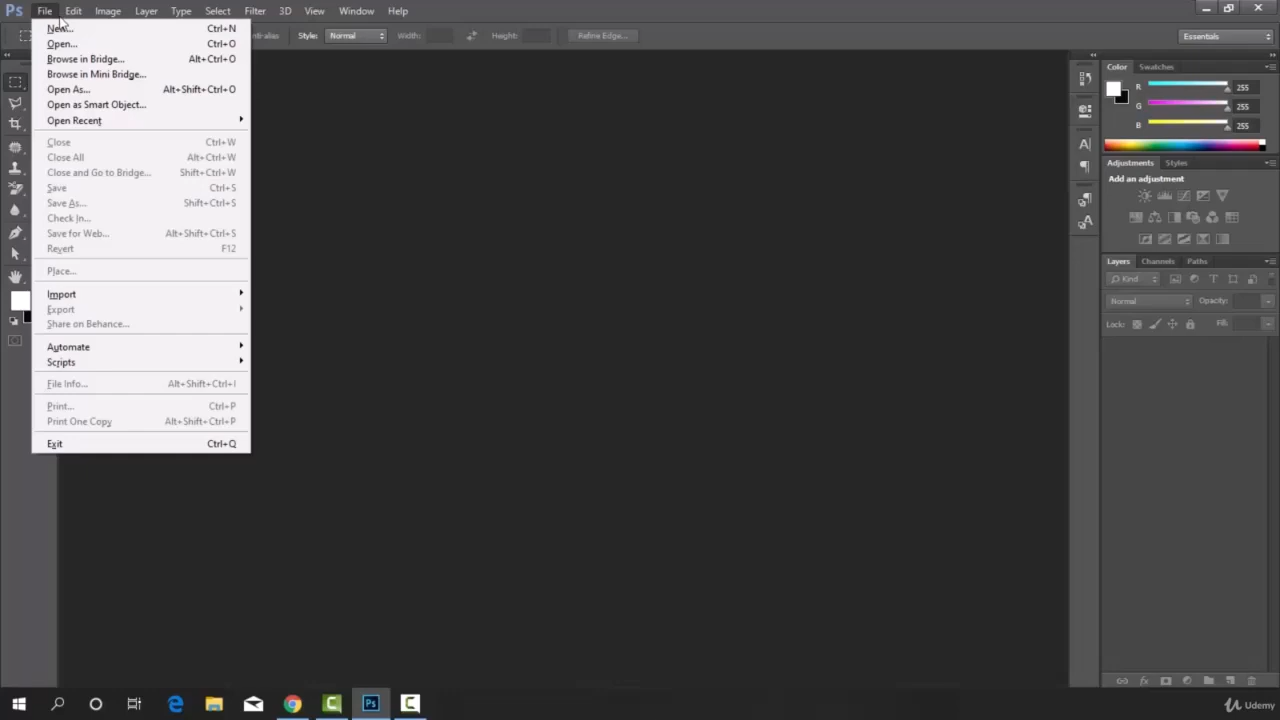 Ps File Edit Image Layer Type Select Filter 3D View Window Help
New... Ctrl+N
Open... Ctrl+O
Browse in Bridge... Alt+Ctrl+O
Browse in Mini Bridge...
Open As... Alt+Shift+Ctrl+O
Open as Smart Object...
Open Recent
Close Ctrl+W
Close All Alt+Ctrl+W
Close and Go to Bridge... Shift+Ctrl+W
Save Ctrl+S
Save As... Shift+Ctrl+S
Check In...
Save for Web... Alt+Shift+Ctrl+S
Revert F12
Place...
Import
Export
Share on Behance...
Automate
Scripts
File Info... Alt+Shift+Ctrl+I
Print... Ctrl+P
Print One Copy Alt+Shift+Ctrl+P
Exit Ctrl+Q
Style: Normal Width: Height: Refine Edge...
Essentials
Color Swatches
R 255
G 255
B 255
Adjustments Styles
Add an adjustment
Layers Channels Paths
Kind
Normal Opacity:
Lock: Fill:
Ps
Udemy